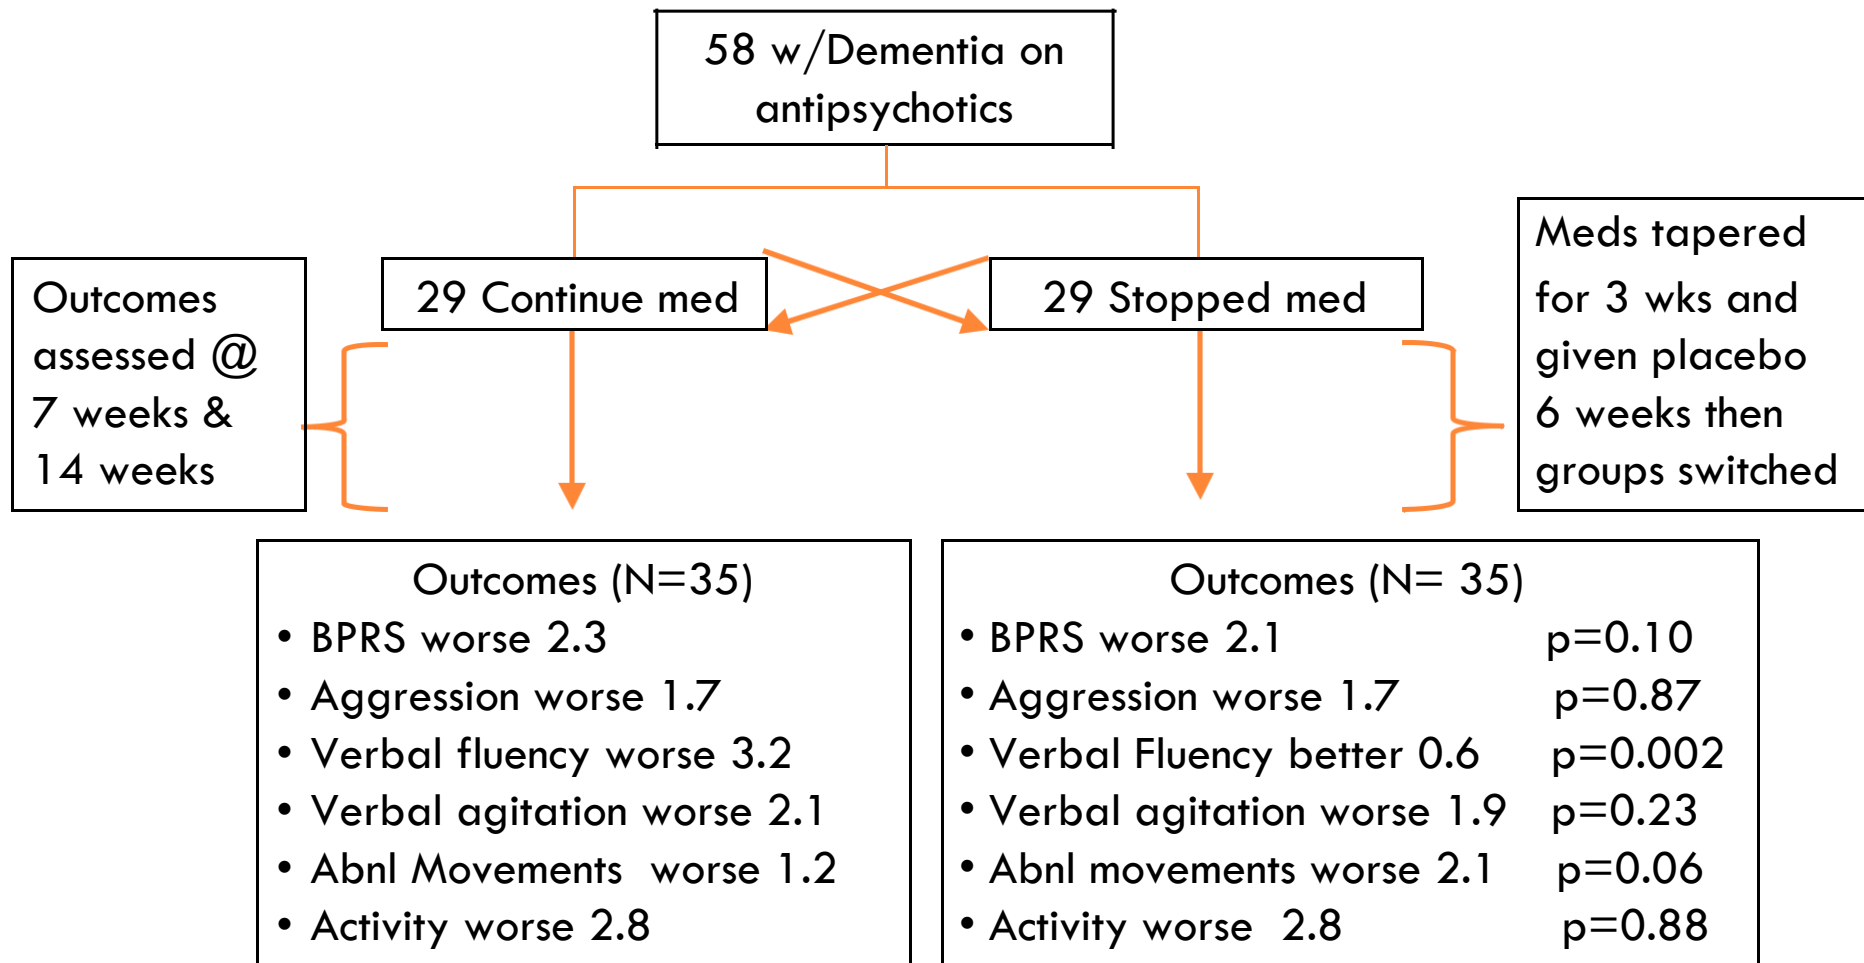 58 w/Dementia on
antipsychotics
29 Continue med
29 Stopped med
Outcomes
assessed @
7 weeks &
14 weeks
Meds tapered
for 3 wks and
given placebo
6 weeks then
groups switched
Outcomes (N=35)
• BPRS worse 2.3
• Aggression worse 1.7
• Verbal fluency worse 3.2
• Verbal agitation worse 2.1
• Abnl Movements worse 1.2
• Activity worse 2.8
Outcomes (N= 35)
• BPRS worse 2.1 p=0.10
• Aggression worse 1.7 p=0.87
• Verbal Fluency better 0.6 p=0.002
• Verbal agitation worse 1.9 p=0.23
• Abnl movements worse 2.1 p=0.06
• Activity worse 2.8 p=0.88